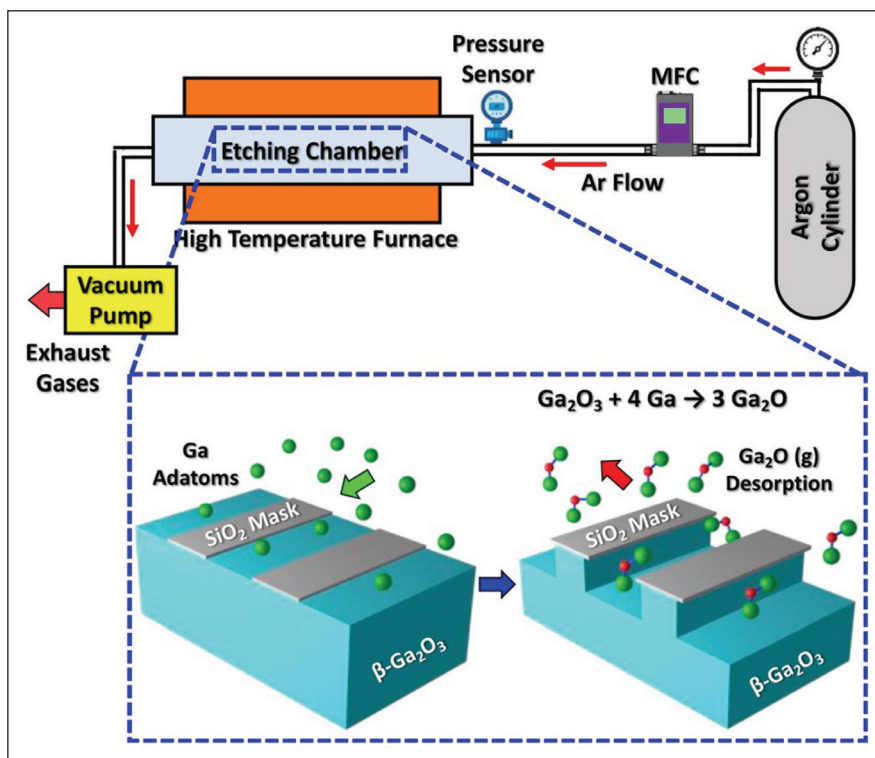 Pressure
Sensor
MFC
Etching Chamber
Ar Flow
Argon
Cylinder
High Temperature Furnace
Vacuum
Pump
Exhaust
Gases
Ga₂O₃ + 4 Ga → 3 Ga₂O
Ga
Adatoms
Ga₂O (g)
Desorption
SiO₂ Mask
SiO₂ Mask
β-Ga₂O₃
β-Ga₂O₃